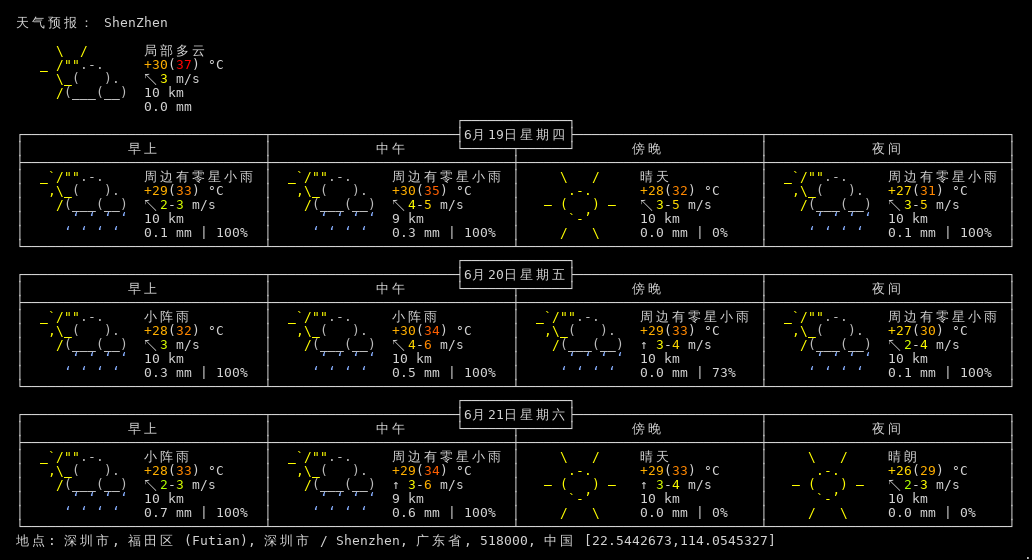 天气预报： ShenZhen
局部多云
+30(37) °C
↖ 3 m/s
10 km
0.0 mm
6月19日星期四
早上 中午 傍晚 夜间
周边有零星小雨 周边有零星小雨 晴天 周边有零星小雨
+29(33) °C +30(35) °C +28(32) °C +27(31) °C
↖ 2-3 m/s ↖ 4-5 m/s ↖ 3-5 m/s ↖ 3-5 m/s
10 km 9 km 10 km 10 km
0.1 mm | 100% 0.3 mm | 100% 0.0 mm | 0% 0.1 mm | 100%
6月20日星期五
早上 中午 傍晚 夜间
小阵雨 小阵雨 周边有零星小雨 周边有零星小雨
+28(32) °C +30(34) °C +29(33) °C +27(30) °C
↖ 3 m/s ↖ 4-6 m/s ↑ 3-4 m/s ↖ 2-4 m/s
10 km 10 km 10 km 10 km
0.3 mm | 100% 0.5 mm | 100% 0.0 mm | 73% 0.1 mm | 100%
6月21日星期六
早上 中午 傍晚 夜间
小阵雨 周边有零星小雨 晴天 晴朗
+28(33) °C +29(34) °C +29(33) °C +26(29) °C
↖ 2-3 m/s ↑ 3-6 m/s ↑ 3-4 m/s ↖ 2-3 m/s
10 km 9 km 10 km 10 km
0.7 mm | 100% 0.6 mm | 100% 0.0 mm | 0% 0.0 mm | 0%
地点: 深圳市, 福田区 (Futian), 深圳市 / Shenzhen, 广东省, 518000, 中国 [22.5442673,114.0545327]